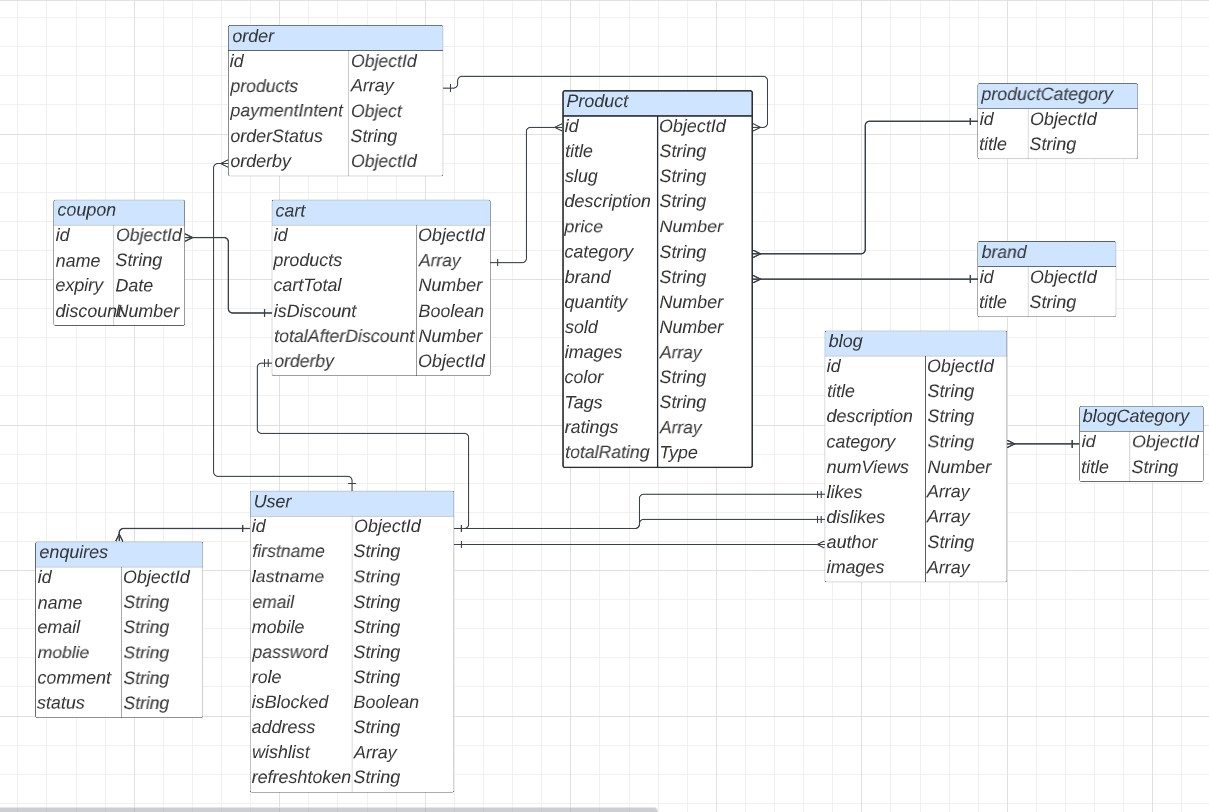 order
id ObjectId
products Array
paymentIntent Object
orderStatus String
orderby ObjectId
Product
id ObjectId
title String
slug String
description String
price Number
category String
brand String
quantity Number
sold Number
images Array
color String
Tags String
ratings Array
totalRating Type
productCategory
id ObjectId
title String
coupon
id ObjectId
name String
expiry Date
discount Number
cart
id ObjectId
products Array
cartTotal Number
isDiscount Boolean
totalAfterDiscount Number
orderby ObjectId
brand
id ObjectId
title String
blog
id ObjectId
title String
description String
category String
numViews Number
likes Array
dislikes Array
author String
images Array
blogCategory
id ObjectId
title String
User
id ObjectId
firstname String
lastname String
email String
mobile String
password String
role String
isBlocked Boolean
address String
wishlist Array
refreshtoken String
enquires
id ObjectId
name String
email String
moblie String
comment String
status String